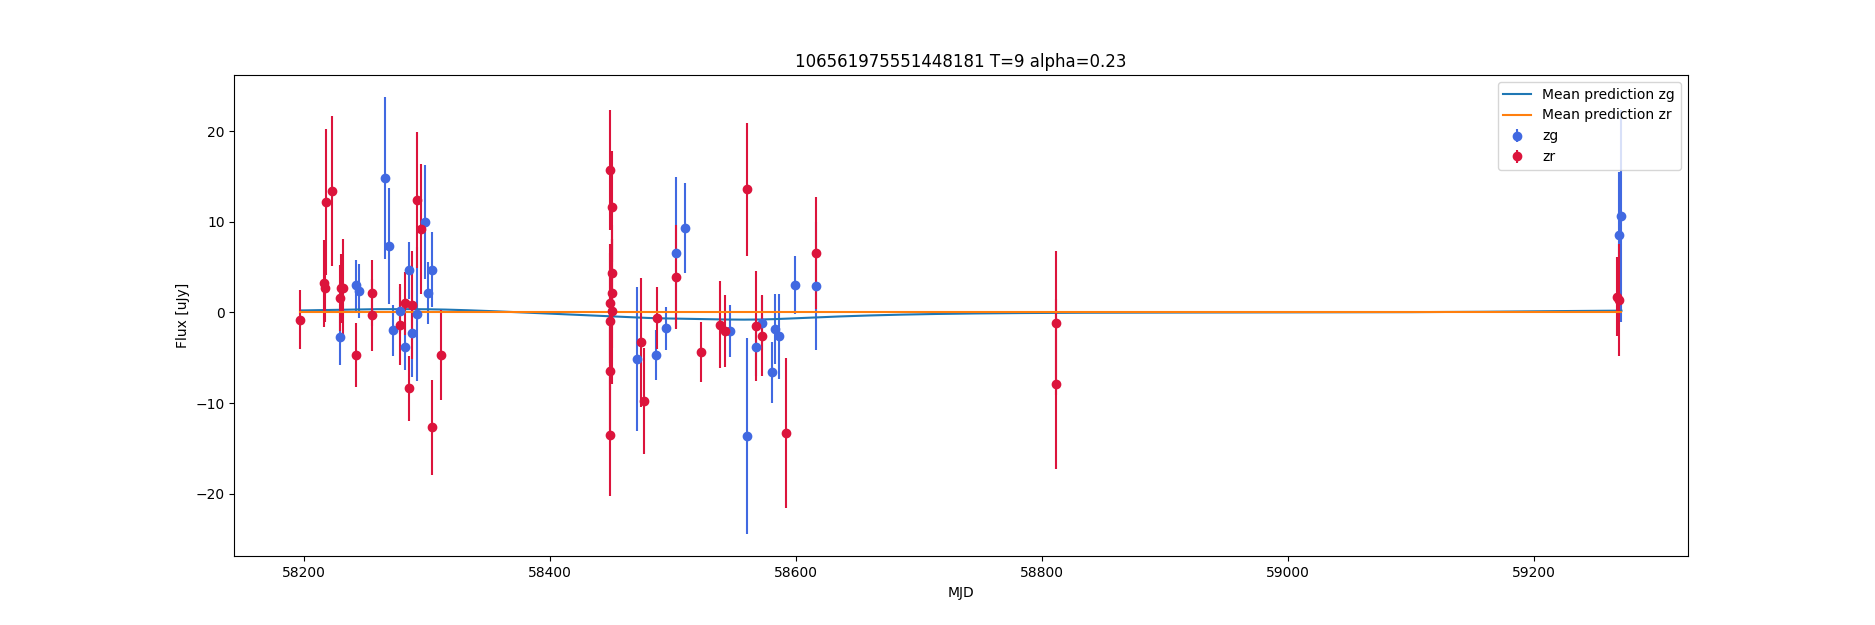 106561975551448181 T=9 alpha=0.23
Mean prediction zg
Mean prediction zr
zg
zr
Flux [uJy]
20
10
0
−10
−20
58200
58400
58600
58800
59000
59200
MJD